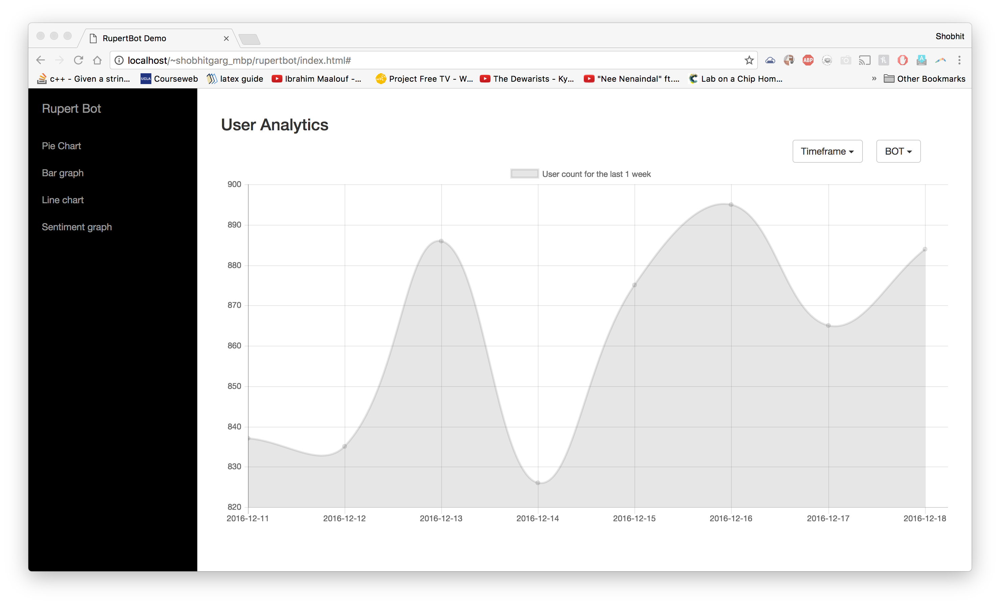 RupertBot Demo
Shobhit
localhost/~shobhitgarg_mbp/rupertbot/index.html#
ABP
c++ - Given a strin...
UCLA
Courseweb
latex guide
Ibrahim Maalouf -...
Project Free TV - W...
The Dewarists - Ky...
"Nee Nenaindal" ft....
Lab on a Chip Hom...
»
Other Bookmarks
Rupert Bot
Pie Chart
Bar graph
Line chart
Sentiment graph
User Analytics
Timeframe
BOT
User count for the last 1 week
900
890
880
870
860
850
840
830
820
2016-12-11
2016-12-12
2016-12-13
2016-12-14
2016-12-15
2016-12-16
2016-12-17
2016-12-18